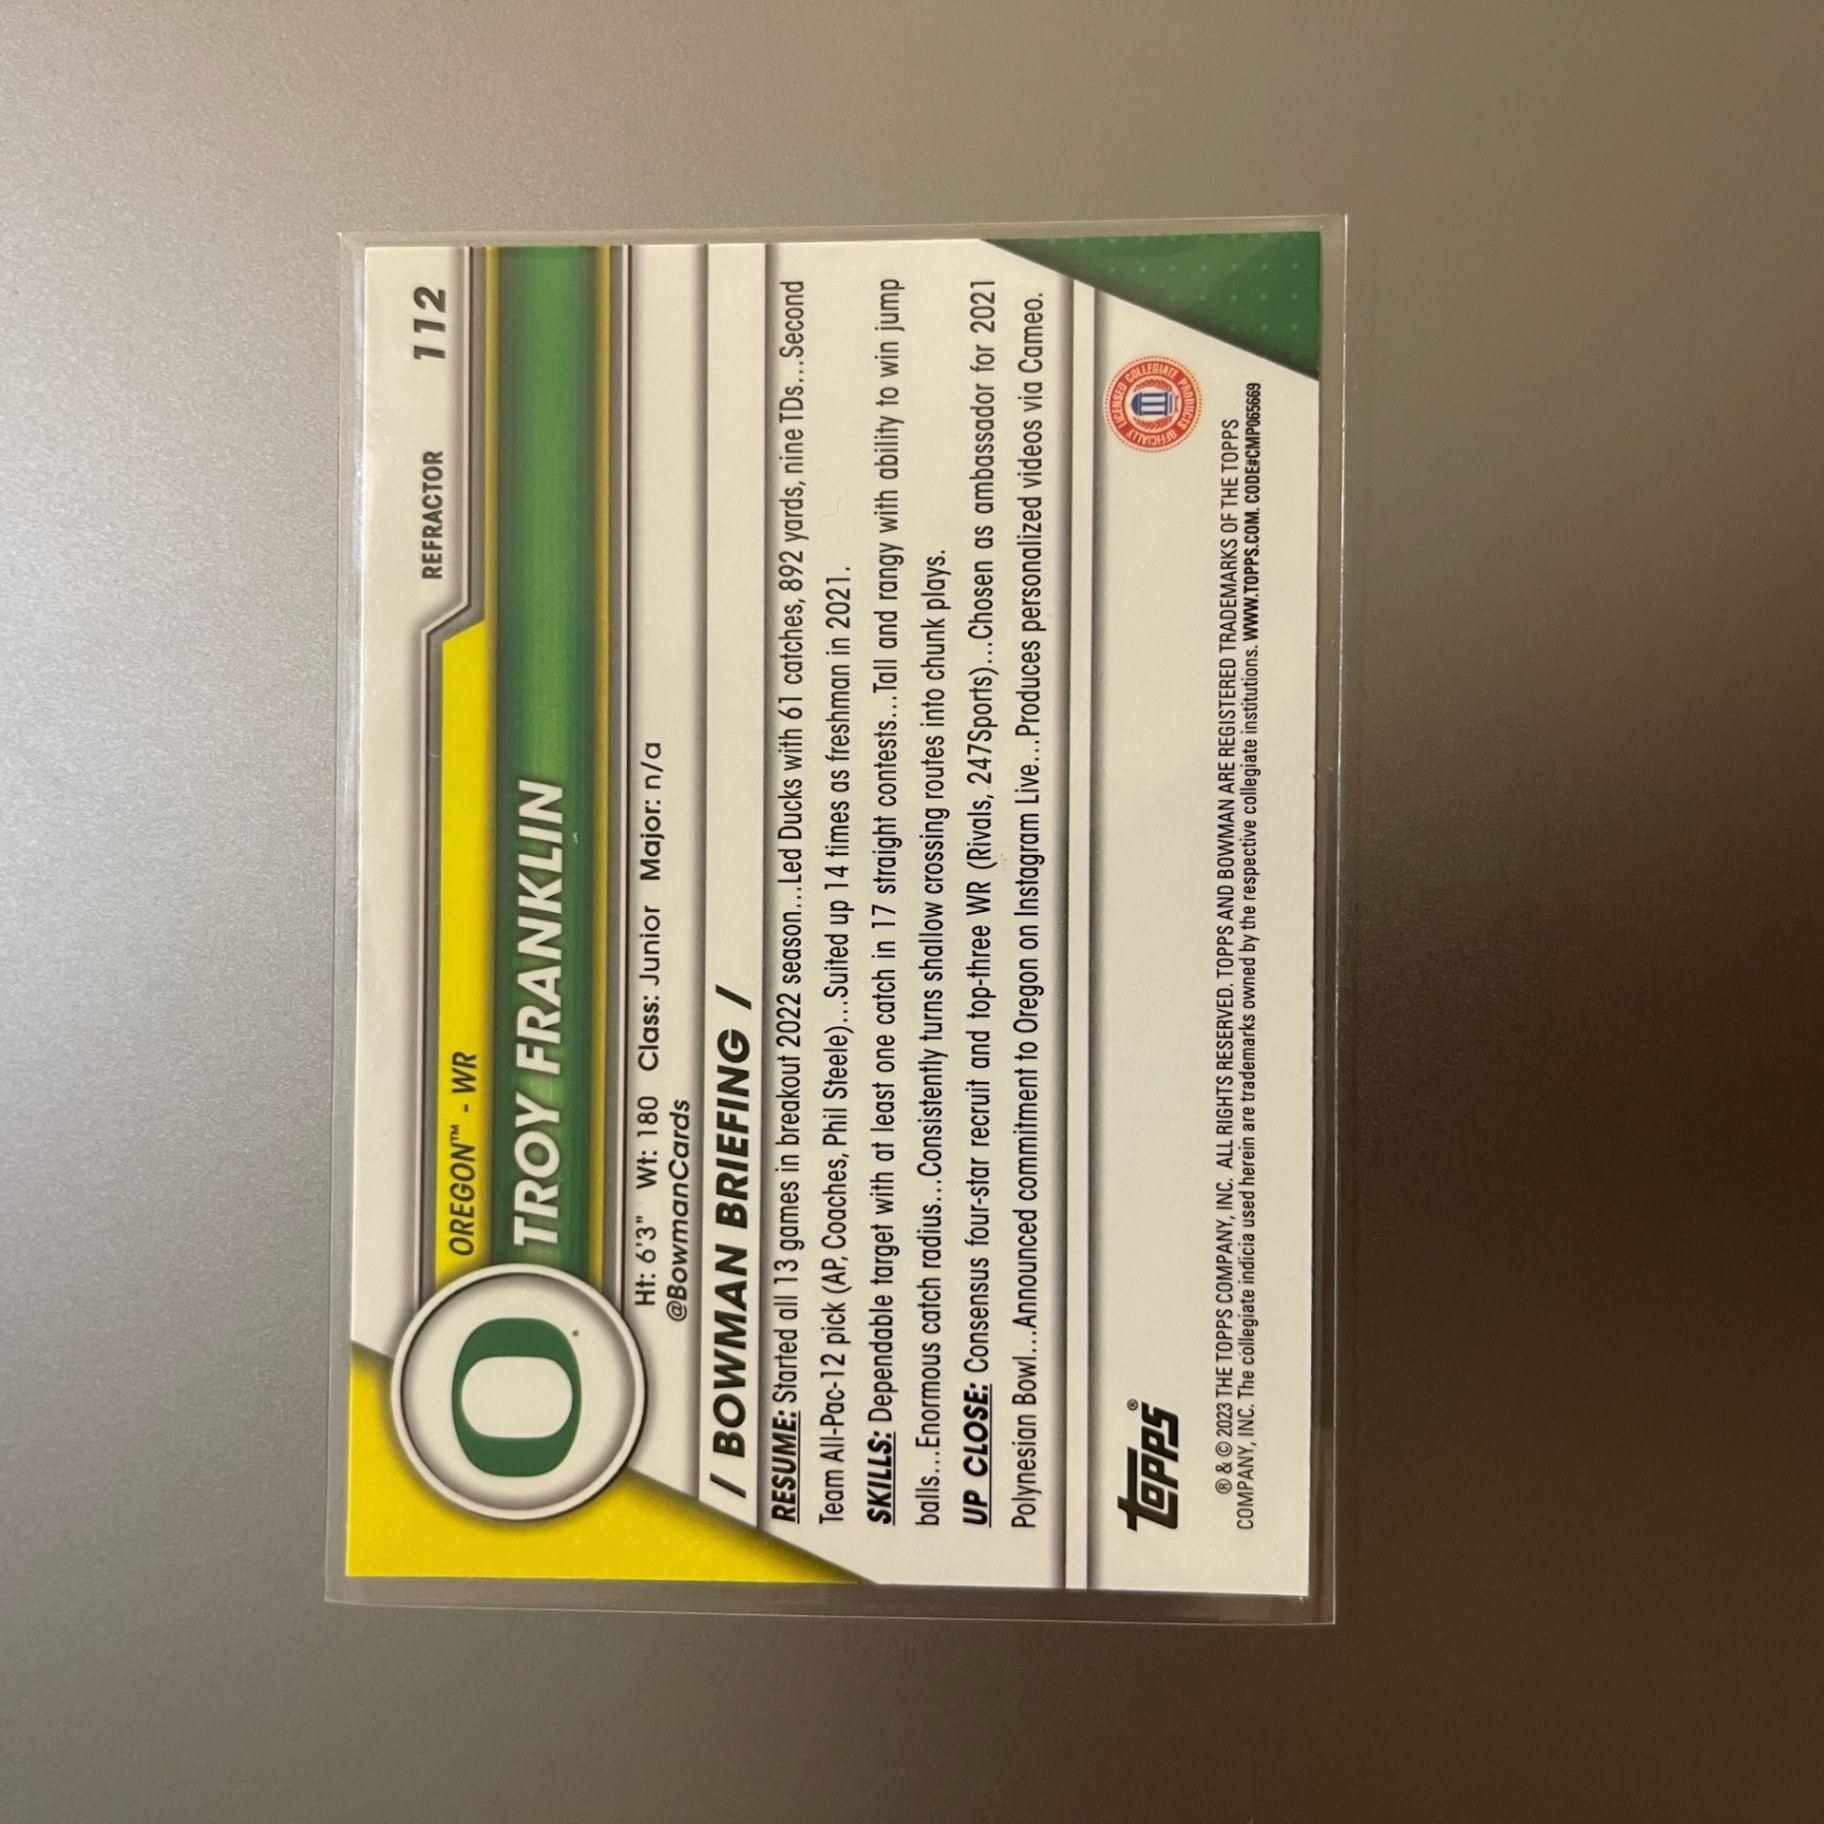 REFRACTOR 112
OREGON™ - WR
TROY FRANKLIN
Ht: 6'3" Wt: 180 Class: Junior Major: n/a
@BowmanCards
/ BOWMAN BRIEFING /
RESUME: Started all 13 games in breakout 2022 season...Led Ducks with 61 catches, 892 yards, nine TDs...Second
Team All-Pac-12 pick (AP, Coaches, Phil Steele)...Suited up 14 times as freshman in 2021.
SKILLS: Dependable target with at least one catch in 17 straight contests...Tall and rangy with ability to win jump
balls...Enormous catch radius...Consistently turns shallow crossing routes into chunk plays.
UP CLOSE: Consensus four-star recruit and top-three WR (Rivals, 247Sports)...Chosen as ambassador for 2021
Polynesian Bowl...Announced commitment to Oregon on Instagram Live...Produces personalized videos via Cameo.
topps®
OFFICIALLY LICENSED COLLEGIATE PRODUCTS
® & © 2023 THE TOPPS COMPANY, INC. ALL RIGHTS RESERVED. TOPPS AND BOWMAN ARE REGISTERED TRADEMARKS OF THE TOPPS
COMPANY, INC. The collegiate indicia used herein are trademarks owned by the respective collegiate institutions. WWW.TOPPS.COM. CODE#CMP065669